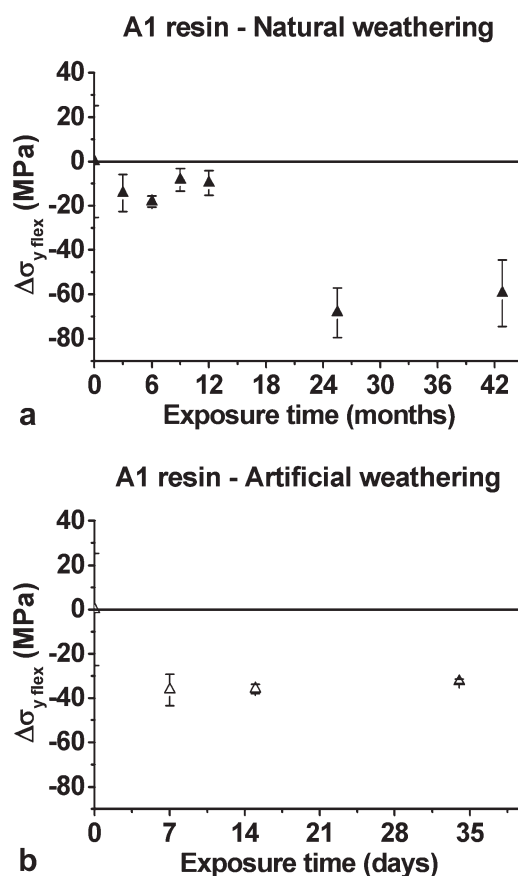 A1 resin - Natural weathering
40
20
0
-20
-40
-60
-80
Δσy flex (MPa)
0 6 12 18 24 30 36 42
Exposure time (months)
a
A1 resin - Artificial weathering
40
20
0
-20
-40
-60
-80
Δσy flex (MPa)
0 7 14 21 28 35
Exposure time (days)
b